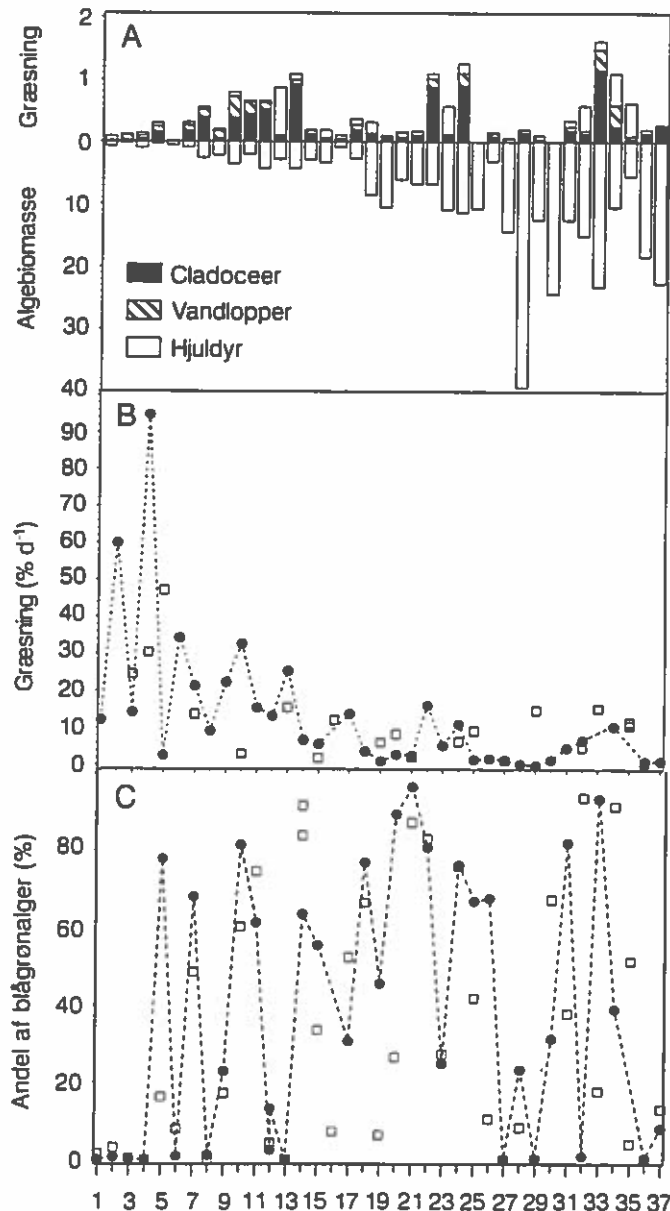 A
Græsning
2
1
0
Algebiomasse
10
20
30
40
Cladoceer
Vandlopper
Hjuldyr
B
Græsning (% d⁻¹)
90
80
70
60
50
40
30
20
10
0
C
Andel af blågrønalger (%)
80
60
40
20
0
1 3 5 7 9 11 13 15 17 19 21 23 25 27 29 31 33 35 37